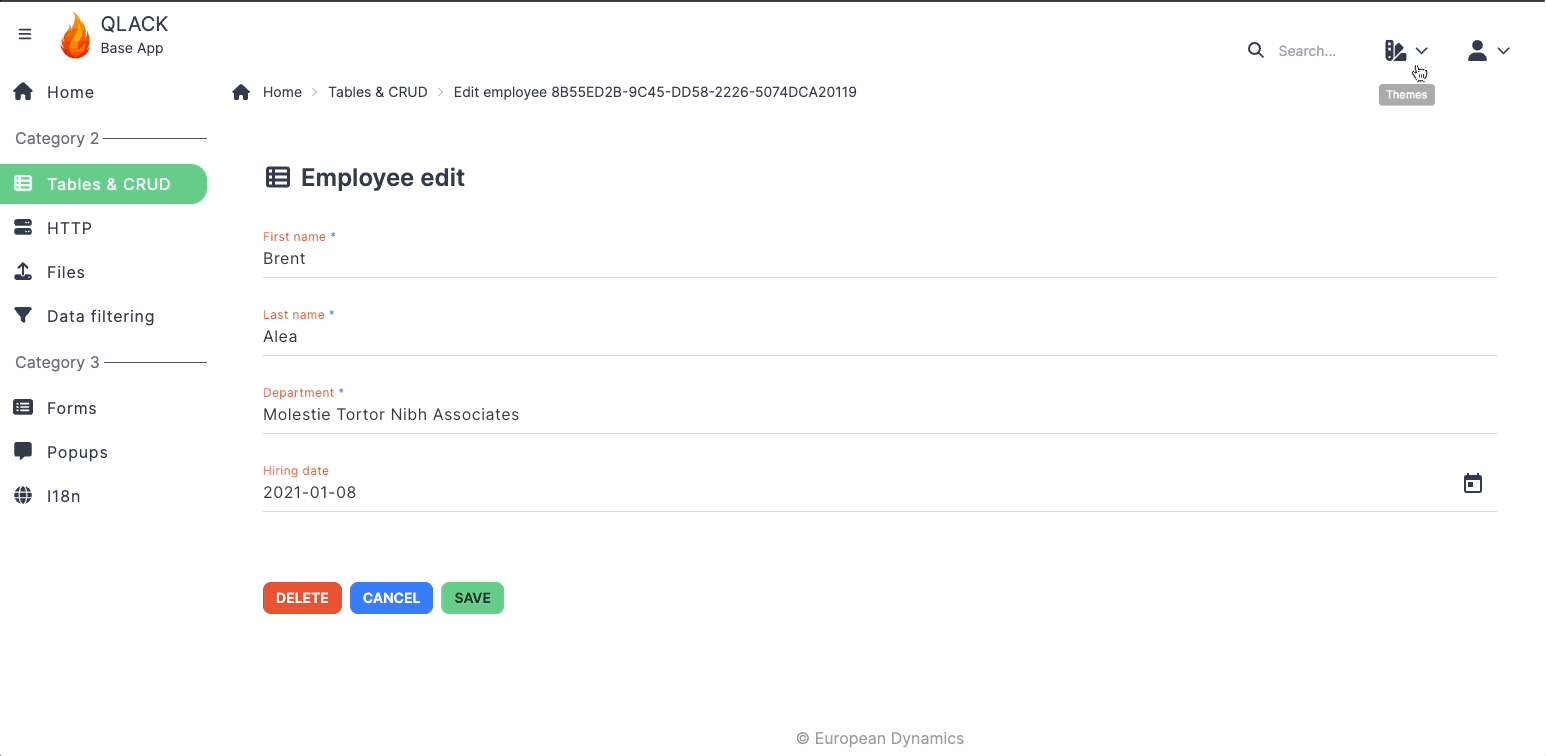 QLACK
Base App
Search...
Themes
Home
Category 2
Tables & CRUD
HTTP
Files
Data filtering
Category 3
Forms
Popups
I18n
Home > Tables & CRUD > Edit employee 8B55ED2B-9C45-DD58-2226-5074DCA20119
Employee edit
First name *
Brent
Last name *
Alea
Department *
Molestie Tortor Nibh Associates
Hiring date
2021-01-08
DELETE CANCEL SAVE
© European Dynamics